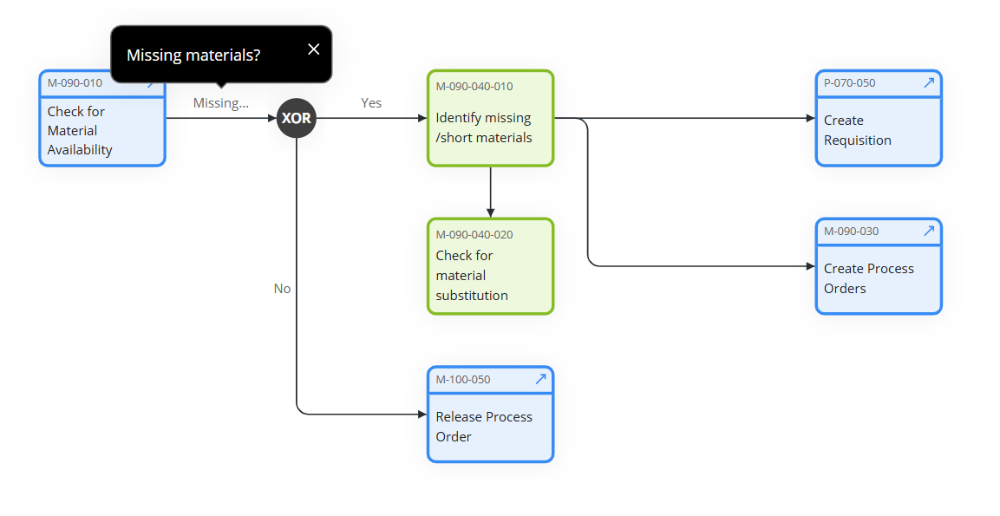 Missing materials?
M-090-010
Check for
Material
Availability
Missing...
XOR
Yes
M-090-040-010
Identify missing
/short materials
P-070-050
Create
Requisition
M-090-040-020
Check for
material
substitution
M-090-030
Create Process
Orders
No
M-100-050
Release Process
Order